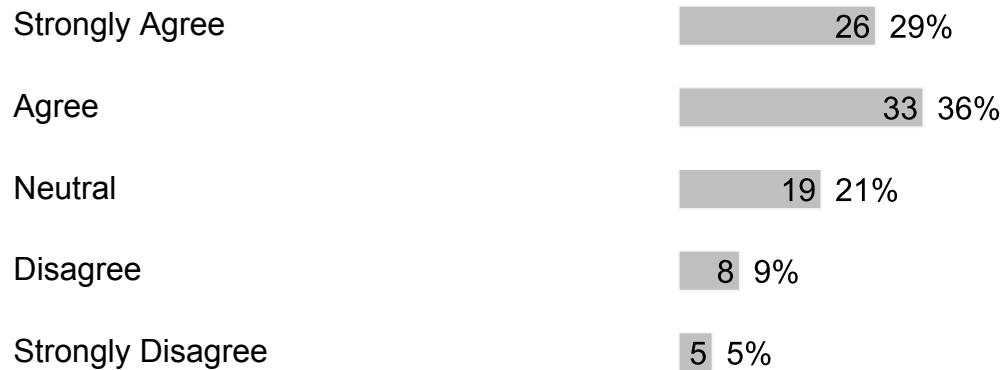 Strongly Agree 26 29%
Agree 33 36%
Neutral 19 21%
Disagree 8 9%
Strongly Disagree 5 5%